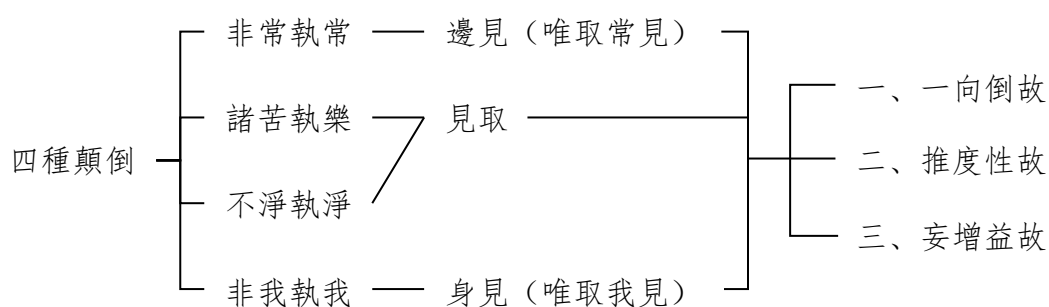 四種顛倒
非常執常
諸苦執樂
不淨執淨
非我執我
邊見（唯取常見）
見取
身見（唯取我見）
一、一向倒故
二、推度性故
三、妄增益故